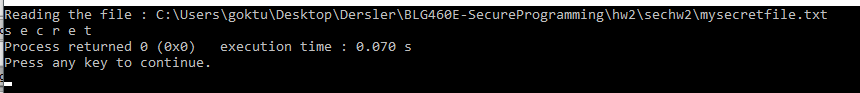 Reading the file : C:\Users\goktu\Desktop\Dersler\BLG460E-SecureProgramming\hw2\sechw2\mysecretfile.txt
s e c r e t
Process returned 0 (0x0)   execution time : 0.070 s
Press any key to continue.